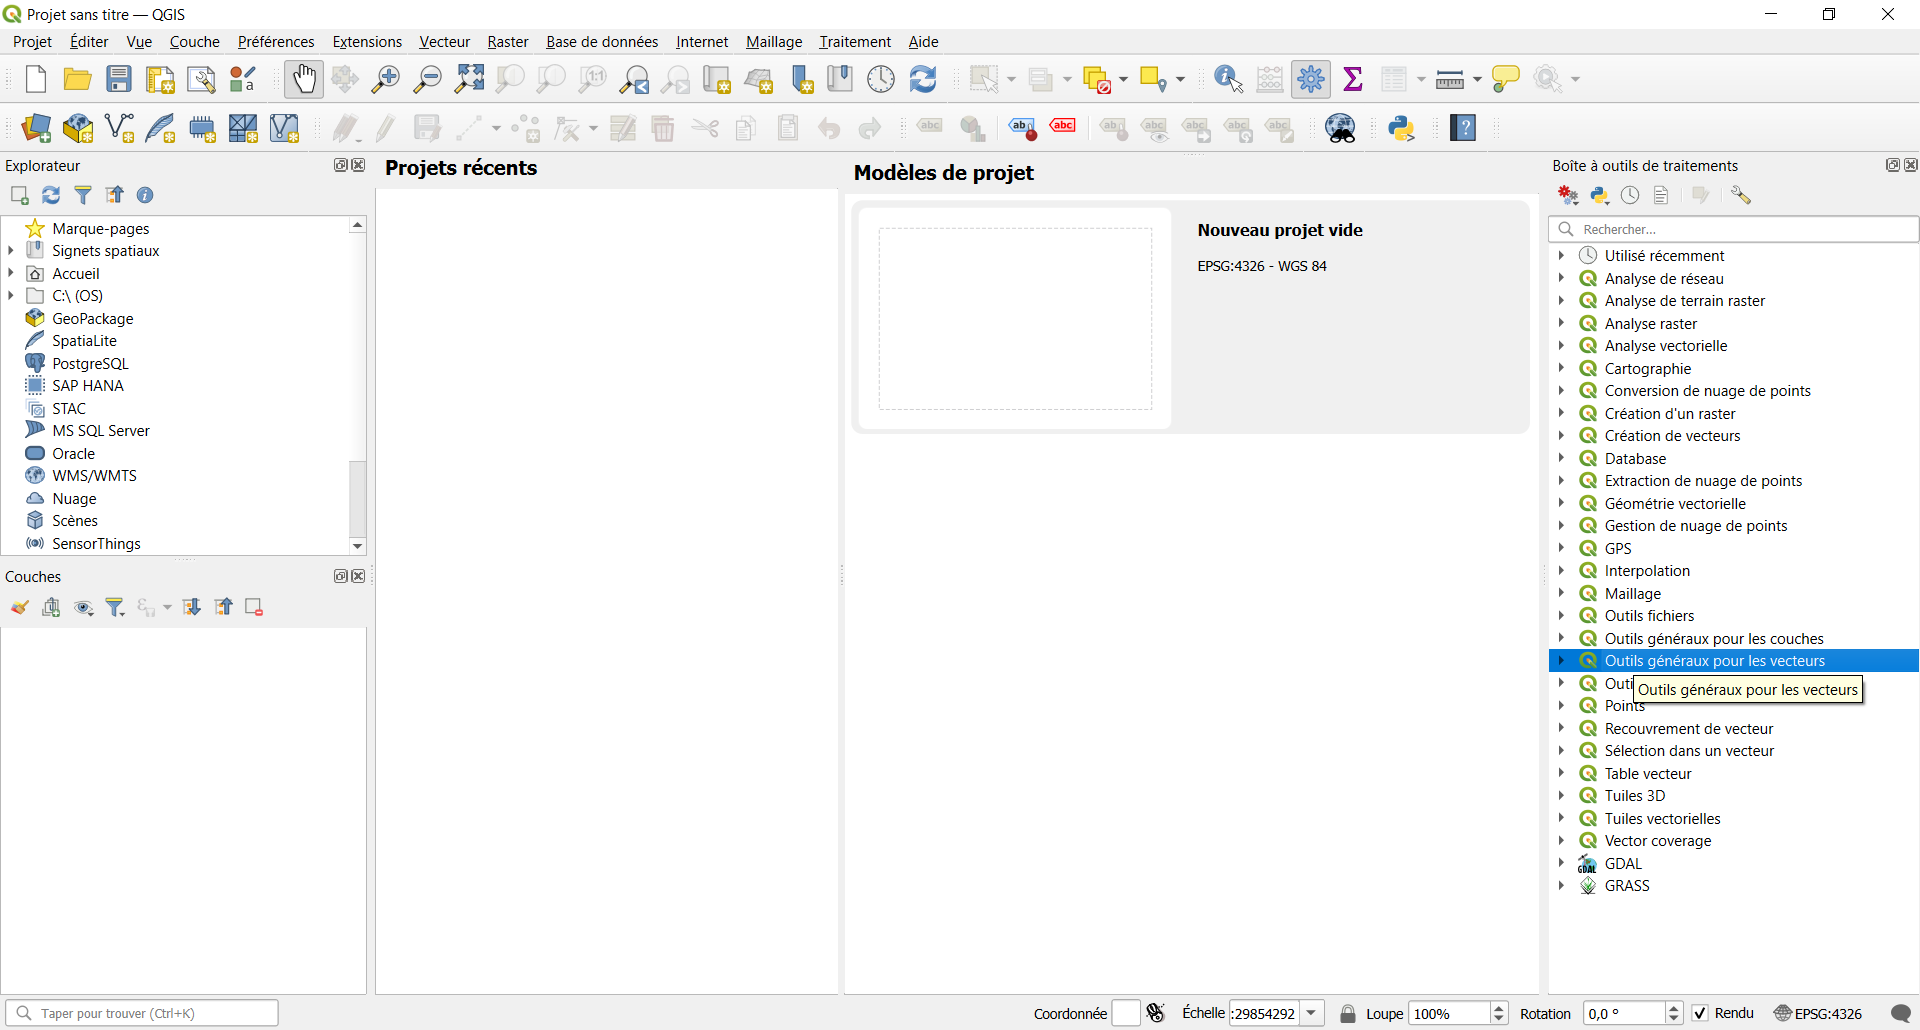 Projet sans titre — QGIS
Projet Éditer Vue Couche Préférences Extensions Vecteur Raster Base de données Internet Maillage Traitement Aide
Explorateur
Marque-pages
Signets spatiaux
Accueil
C:\ (OS)
GeoPackage
SpatiaLite
PostgreSQL
SAP HANA
STAC
MS SQL Server
Oracle
WMS/WMTS
Nuage
Scènes
SensorThings
Couches
Projets récents
Modèles de projet
Nouveau projet vide
EPSG:4326 - WGS 84
Boîte à outils de traitements
Rechercher...
Utilisé récemment
Analyse de réseau
Analyse de terrain raster
Analyse raster
Analyse vectorielle
Cartographie
Conversion de nuage de points
Création d'un raster
Création de vecteurs
Database
Extraction de nuage de points
Géométrie vectorielle
Gestion de nuage de points
GPS
Interpolation
Maillage
Outils fichiers
Outils généraux pour les couches
Outils généraux pour les vecteurs
Outils généraux pour les vecteurs
Points
Recouvrement de vecteur
Sélection dans un vecteur
Table vecteur
Tuiles 3D
Tuiles vectorielles
Vector coverage
GDAL
GRASS
Taper pour trouver (Ctrl+K)
Coordonnée Échelle :29854292 Loupe 100% Rotation 0,0 ° Rendu EPSG:4326